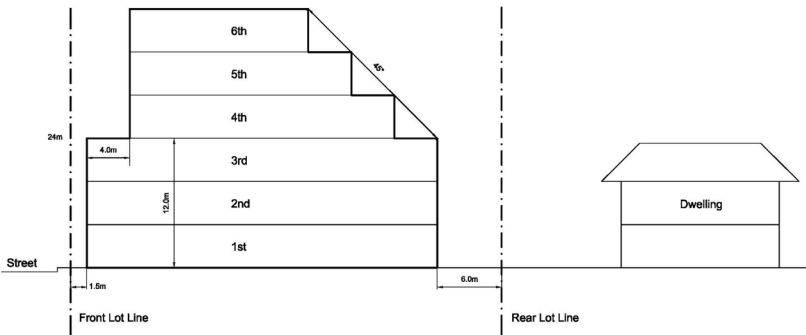 6th
5th
45°
4th
24m
4.0m
3rd
12.0m
2nd
Dwelling
1st
Street
1.5m
6.0m
Front Lot Line
Rear Lot Line